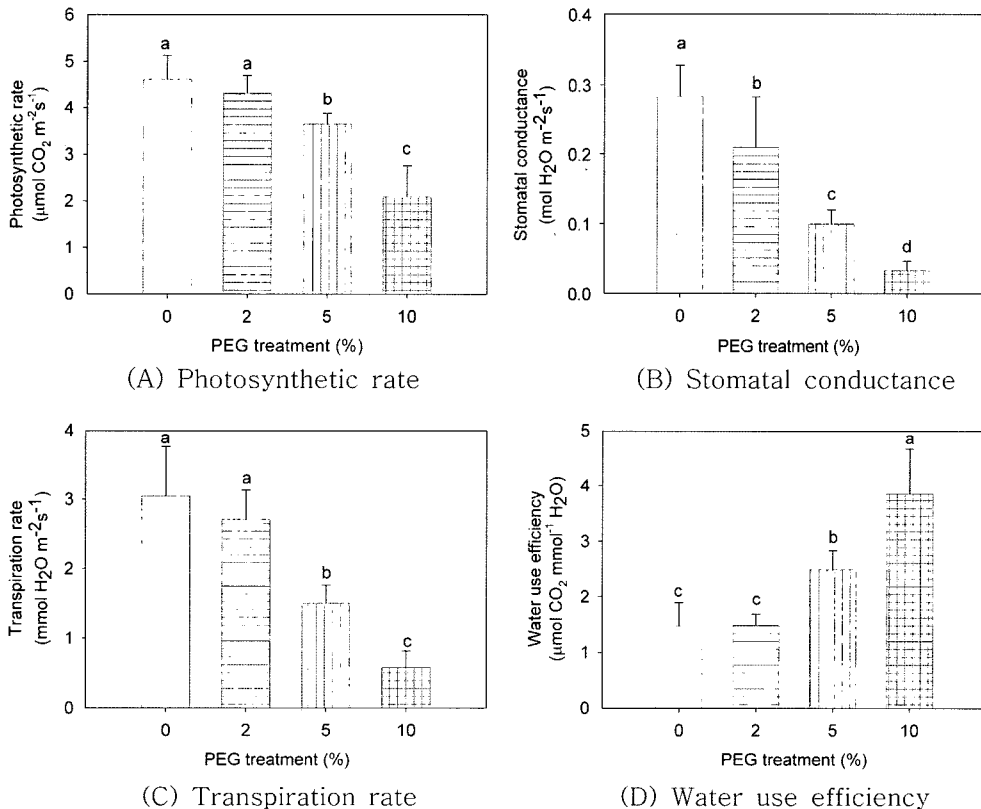 Photosynthetic rate
(μmol CO₂ m⁻²s⁻¹)
6
5
4
3
2
1
0
a
a
b
c
0 2 5 10
PEG treatment (%)
(A) Photosynthetic rate
Stomatal conductance
(mol H₂O m⁻²s⁻¹)
0.4
0.3
0.2
0.1
0.0
a
b
c
d
0 2 5 10
PEG treatment (%)
(B) Stomatal conductance
Transpiration rate
(mmol H₂O m⁻²s⁻¹)
4
3
2
1
0
a
a
b
c
0 2 5 10
PEG treatment (%)
(C) Transpiration rate
Water use efficiency
(μmol CO₂ mmol⁻¹ H₂O)
5
4
3
2
1
0
c
c
b
a
0 2 5 10
PEG treatment (%)
(D) Water use efficiency